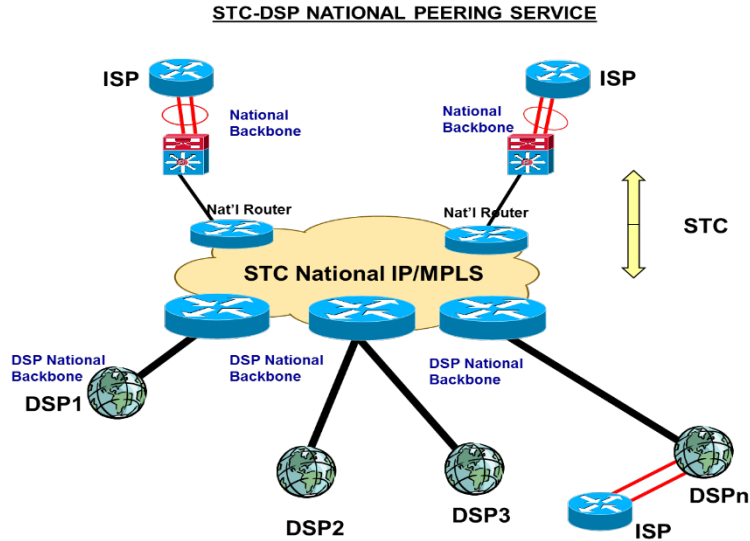 STC-DSP NATIONAL PEERING SERVICE
ISP
ISP
National
Backbone
National
Backbone
Nat'l Router
Nat'l Router
STC
STC National IP/MPLS
DSP National
Backbone
DSP National
Backbone
DSP National
Backbone
DSP1
DSP2
DSP3
DSPn
ISP